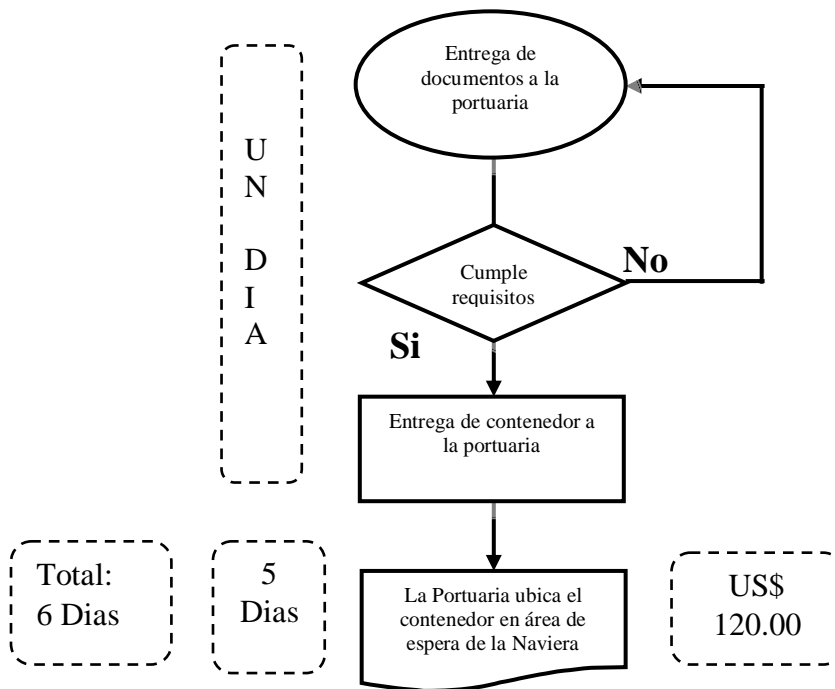 Entrega de
documentos a la
portuaria
U
N
D
I
A
Cumple
requisitos
No
Si
Entrega de contenedor a
la portuaria
Total:
6 Dias
5
Dias
La Portuaria ubica el
contenedor en área de
espera de la Naviera
US$
120.00